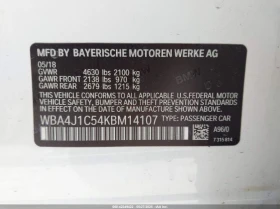 MFD BY BAYERISCHE MOTOREN WERKE AG
05/18
GVWR 4630 lbs 2100 kg
GAWR FRONT 2138 lbs 970 kg
GAWR REAR 2679 lbs 1215 kg
THIS VEHICLE CONFORMS TO ALL APPLICABLE
U.S. FEDERAL MOTOR VEHICLE SAFETY, BUMPER,
AND THEFT PREVENTION STANDARDS IN EFFECT
ON THE DATE OF MANUFACTURE SHOWN ABOVE.
WBA4J1C54KBM14107 TYPE: PASSENGER CAR
A96/0